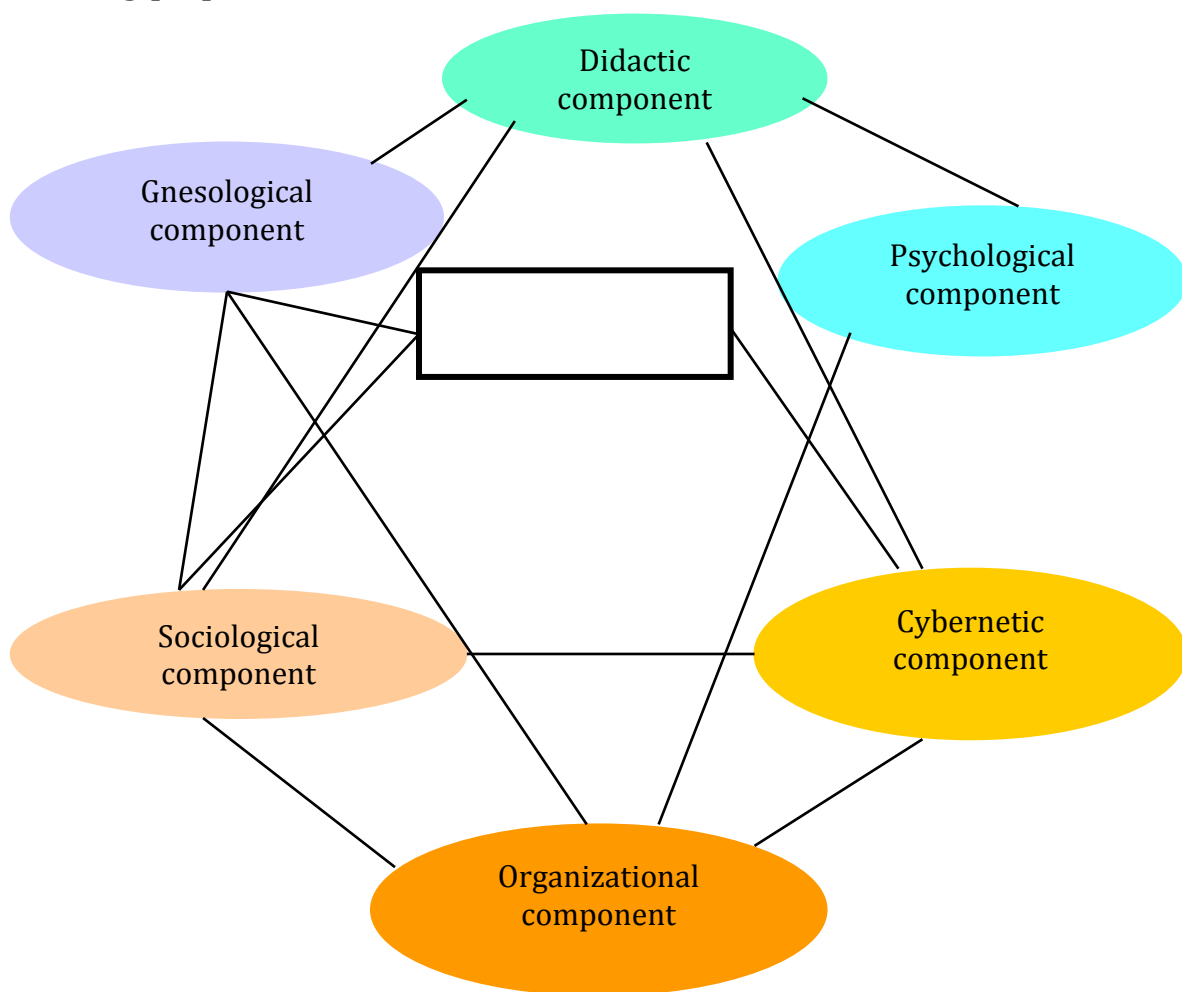 Didactic
component
Gnesological
component
Psychological
component
Sociological
component
Cybernetic
component
Organizational
component